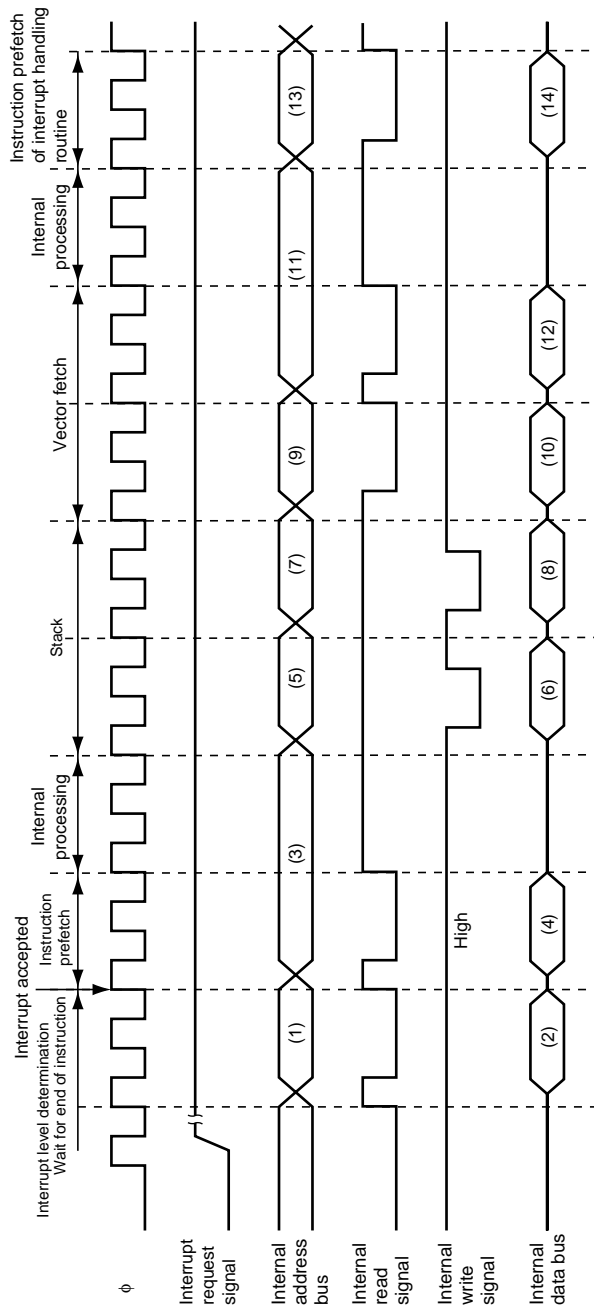 Interrupt accepted
Interrupt level determination
Wait for end of instruction
Instruction
prefetch
Internal
processing
Stack
Vector fetch
Internal
processing
Instruction prefetch
of interrupt handling
routine
φ
Interrupt
request
signal
Internal
address
bus
(1)
(3)
(5)
(7)
(9)
(11)
(13)
Internal
read
signal
Internal
write
signal
High
Internal
data bus
(2)
(4)
(6)
(8)
(10)
(12)
(14)